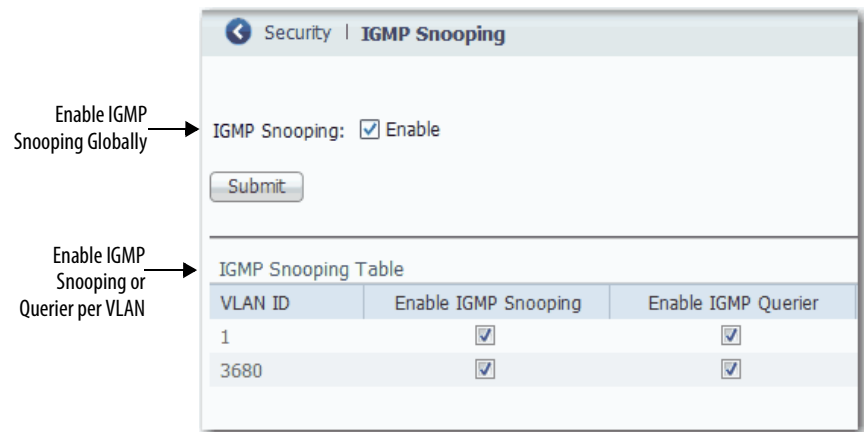 Security | IGMP Snooping
Enable IGMP
Snooping Globally
IGMP Snooping: Enable
Submit
Enable IGMP
Snooping or
Querier per VLAN
IGMP Snooping Table
VLAN ID Enable IGMP Snooping Enable IGMP Querier
1
3680